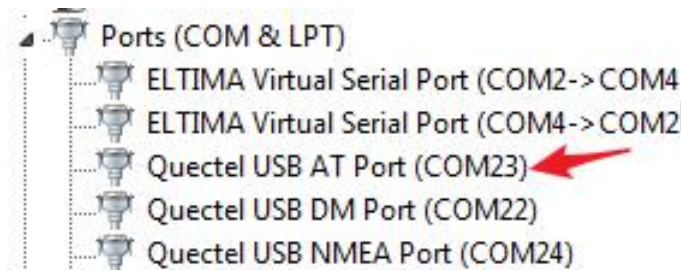 Ports (COM & LPT)
ELTIMA Virtual Serial Port (COM2->COM4
ELTIMA Virtual Serial Port (COM4->COM2
Quectel USB AT Port (COM23)
Quectel USB DM Port (COM22)
Quectel USB NMEA Port (COM24)